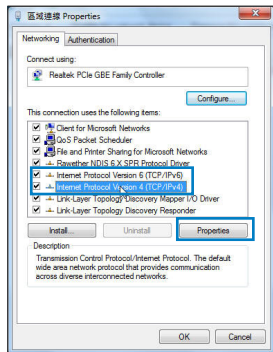 區域連線 Properties
Networking Authentication
Connect using:
Realtek PCIe GBE Family Controller
Configure...
This connection uses the following items:
Client for Microsoft Networks
QoS Packet Scheduler
File and Printer Sharing for Microsoft Networks
Rawether NDIS 6.X SPR Protocol Driver
Internet Protocol Version 6 (TCP/IPv6)
Internet Protocol Version 4 (TCP/IPv4)
Link-Layer Topology Discovery Mapper I/O Driver
Link-Layer Topology Discovery Responder
Install... Uninstall Properties
Description
Transmission Control Protocol/Internet Protocol. The default
wide area network protocol that provides communication
across diverse interconnected networks.
OK Cancel